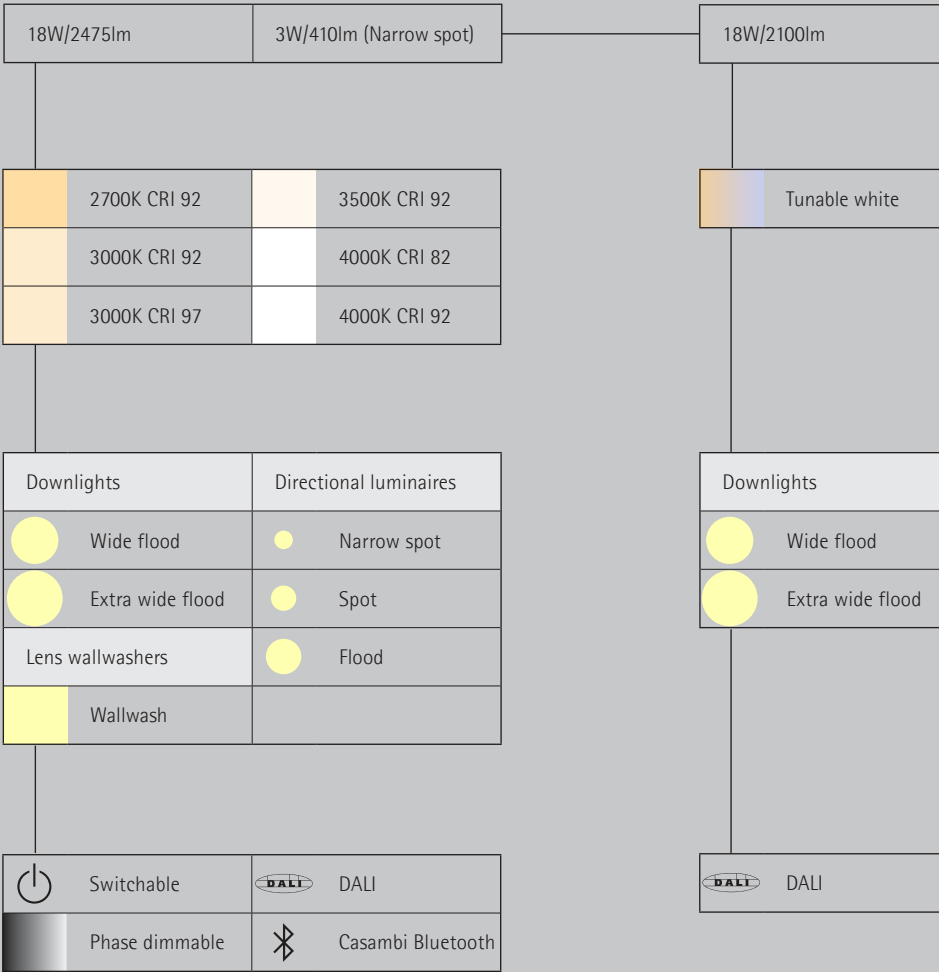 18W/2475lm 3W/410lm (Narrow spot) 18W/2100lm
2700K CRI 92 3500K CRI 92 Tunable white
3000K CRI 92 4000K CRI 82
3000K CRI 97 4000K CRI 92
Downlights Directional luminaires Downlights
Wide flood Narrow spot Wide flood
Extra wide flood Spot Extra wide flood
Lens wallwashers Flood
Wallwash
Switchable DALI DALI DALI DALI
Phase dimmable Casambi Bluetooth